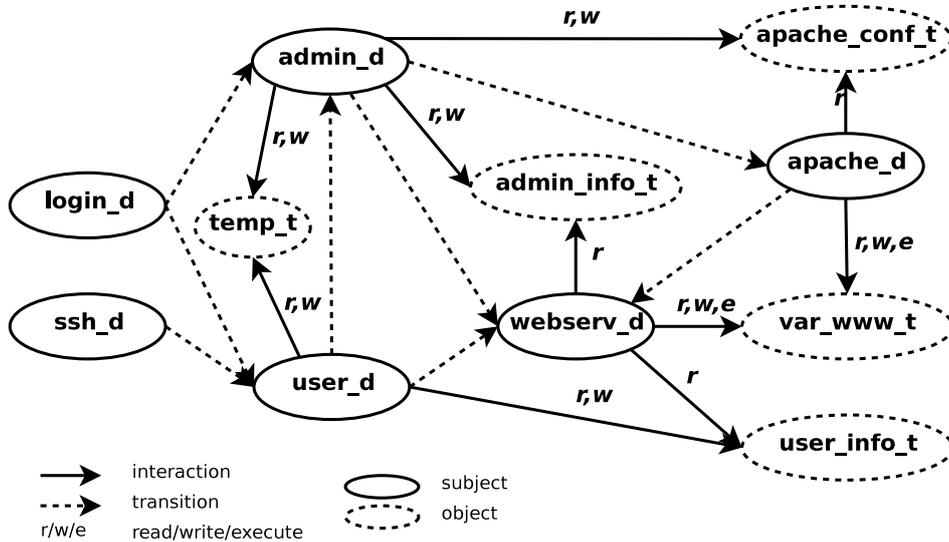 r,w
apache_conf_t
admin_d
r
r,w
r,w
apache_d
admin_info_t
login_d
temp_t
r,w,e
r
r,w
r,w,e
ssh_d
webserv_d
var_www_t
user_d
r
r,w
user_info_t
interaction
transition
r/w/e read/write/execute
subject
object